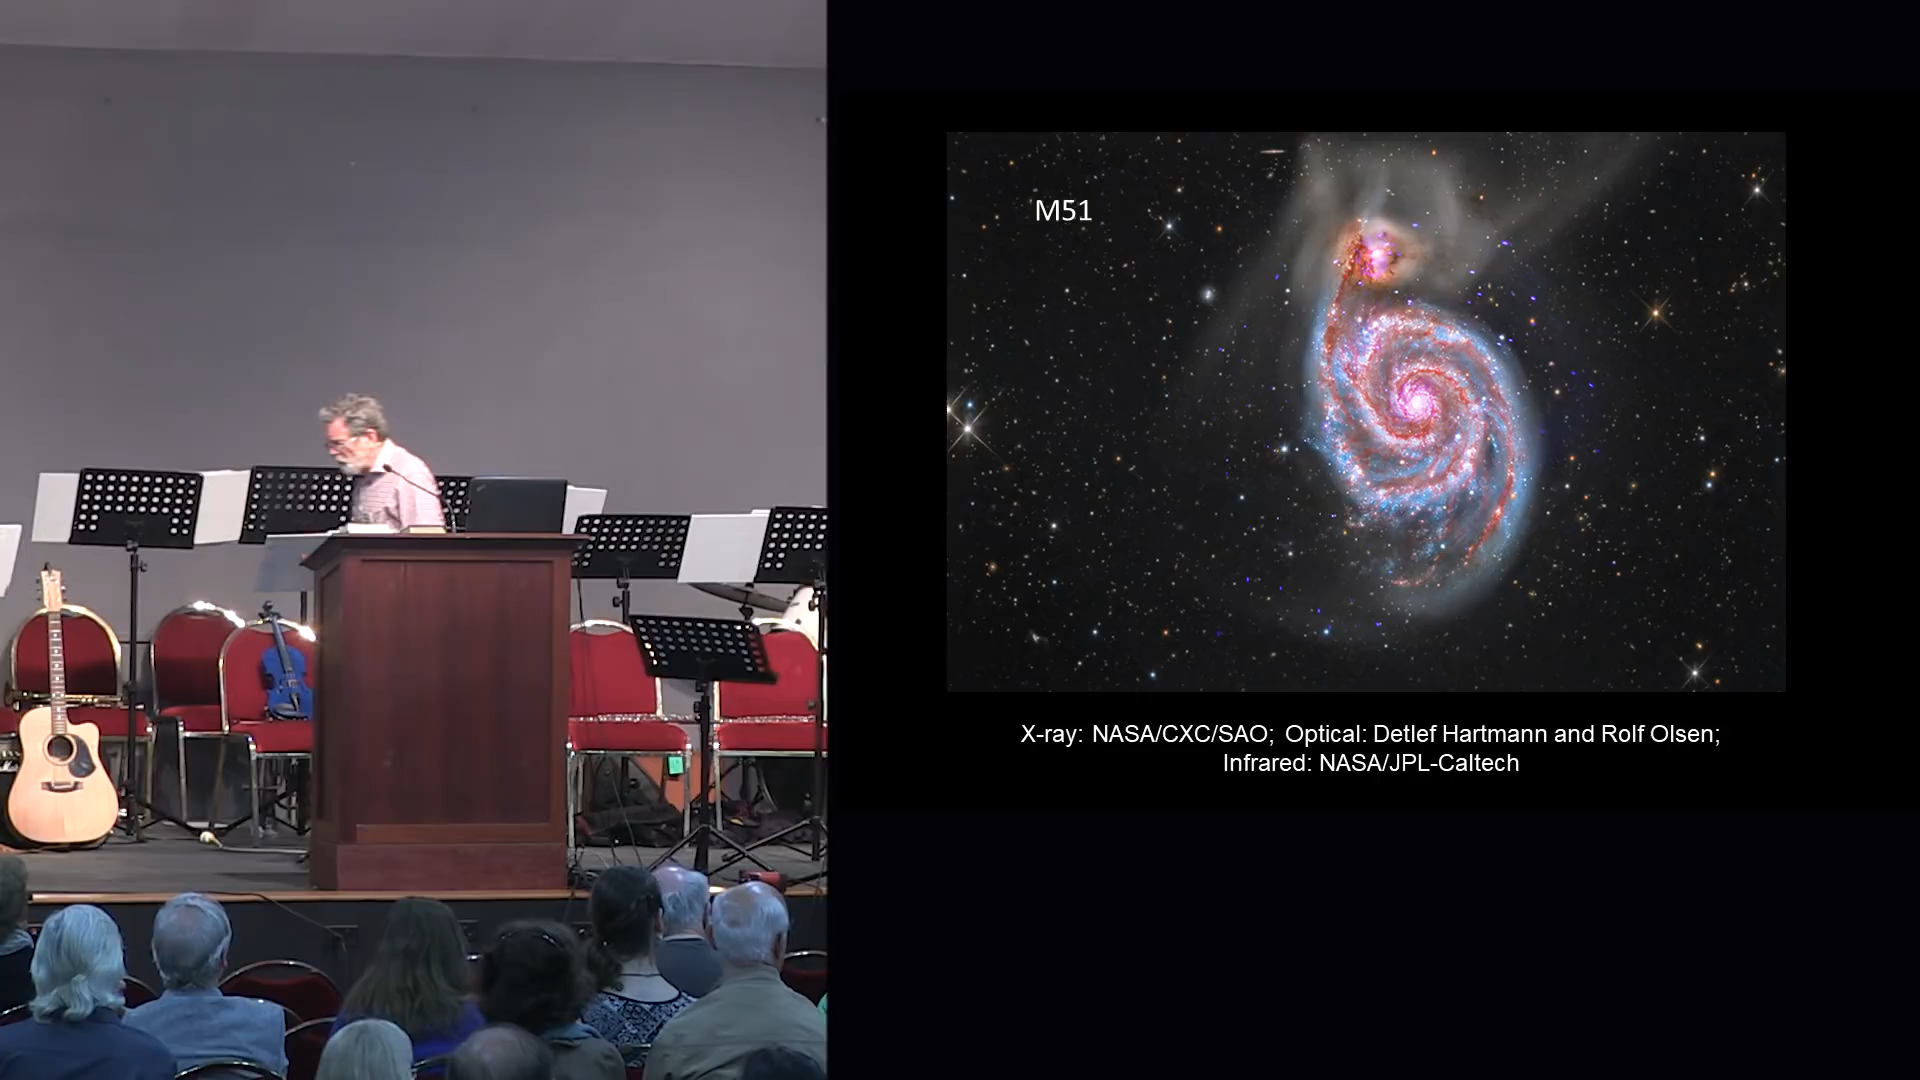 M51
X-ray: NASA/CXC/SAO; Optical: Detlef Hartmann and Rolf Olsen;
Infrared: NASA/JPL-Caltech